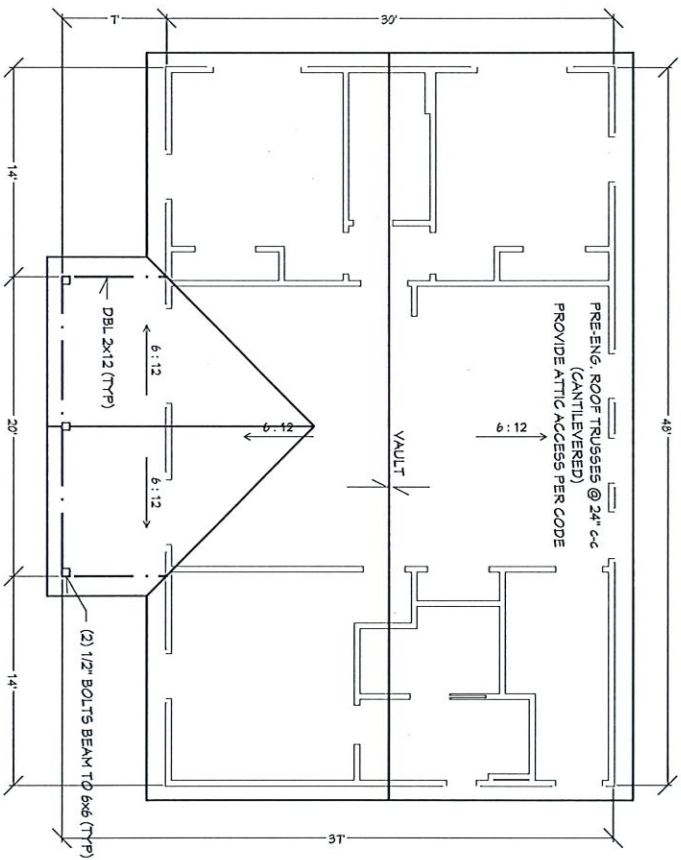 7'
30'
14'
20'
14'
48'
37'
PRE-ENG. ROOF TRUSSES @ 24" c-c
(CANTILEVERED)
PROVIDE ATTIC ACCESS PER CODE
6:12
VAULT
6:12
6:12
6:12
DBL 2x12 (TYP)
(2) 1/2" BOLTS BEAM TO 6x6 (TYP)